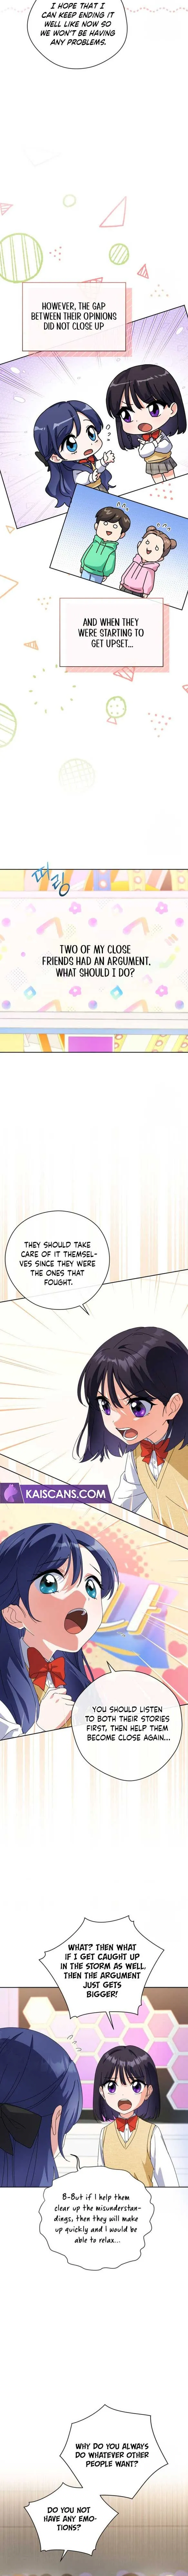 I HOPE THAT I
CAN KEEP ENDING IT
WELL LIKE NOW SO
WE WON'T BE HAVING
ANY PROBLEMS.
HOWEVER, THE GAP
BETWEEN THEIR OPINIONS
DID NOT CLOSE UP
AND WHEN THEY
WERE STARTING TO
GET UPSET...
띠링
TWO OF MY CLOSE
FRIENDS HAD AN ARGUMENT.
WHAT SHOULD I DO?
THEY SHOULD TAKE
CARE OF IT THEMSEL-
VES SINCE THEY WERE
THE ONES THAT
FOUGHT.
KAISCANS.COM
YOU SHOULD LISTEN
TO BOTH THEIR STORIES
FIRST, THEN HELP THEM
BECOME CLOSE AGAIN...
WHAT? THEN WHAT
IF I GET CAUGHT UP
IN THE STORM AS WELL,
THEN THE ARGUMENT
JUST GETS
BIGGER!
B-But if I help them
clear up the misunderstan-
dings, then they will make
up quickly and I would be
able to relax...
WHY DO YOU ALWAYS
DO WHATEVER OTHER
PEOPLE WANT?
DO YOU NOT
HAVE ANY EMO-
TIONS?